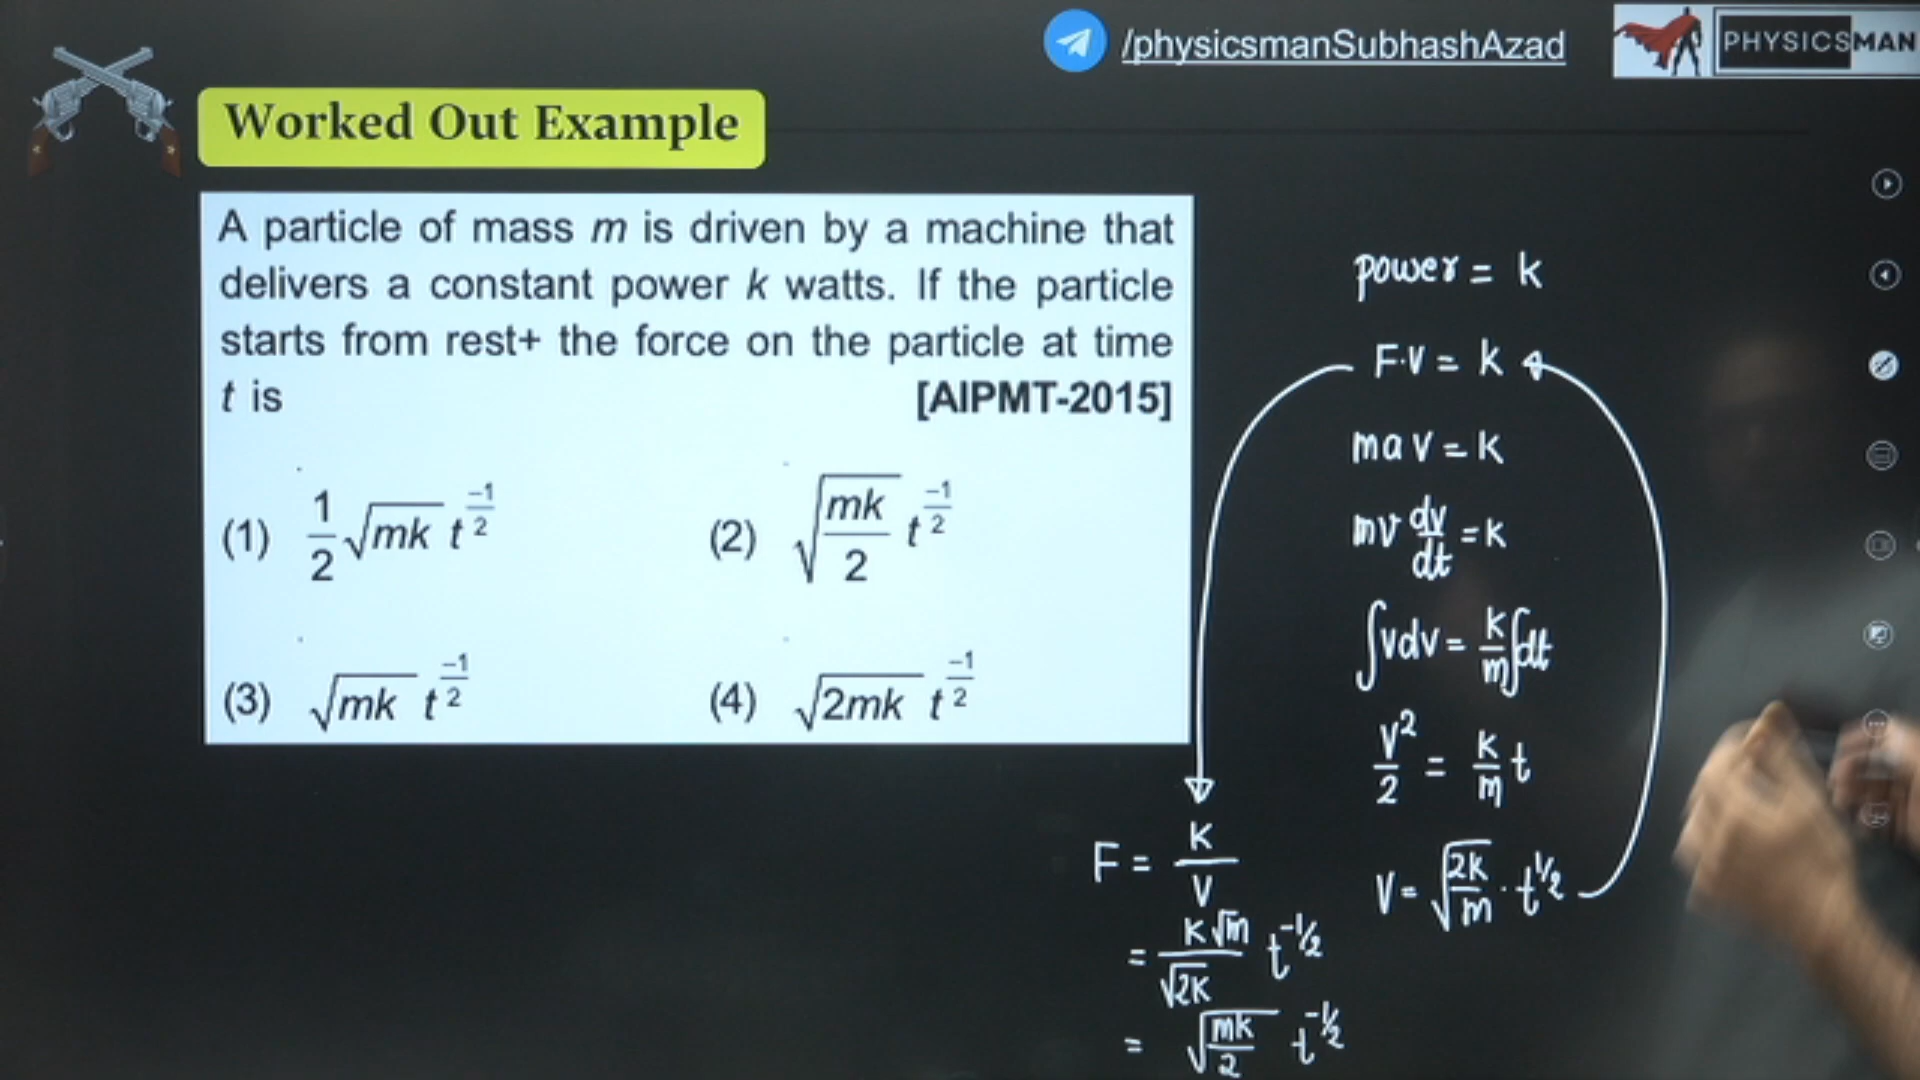 /physicsmanSubhashAzad
PHYSICSMAN
Worked Out Example
A particle of mass m is driven by a machine that
delivers a constant power k watts. If the particle
starts from rest+ the force on the particle at time
t is [AIPMT-2015]
(1) 1/2 √mk t^(-1/2) (2) √(mk/2) t^(-1/2)
(3) √mk t^(-1/2) (4) √2mk t^(-1/2)
power = k
F·V = k
ma V = K
mv dv/dt = K
∫vdv = k/m ∫dt
V²/2 = k/m t
V = √(2k/m) · t^½
F = K/V
= K√m/√2K t^-½
= √(mk/2) t^-½